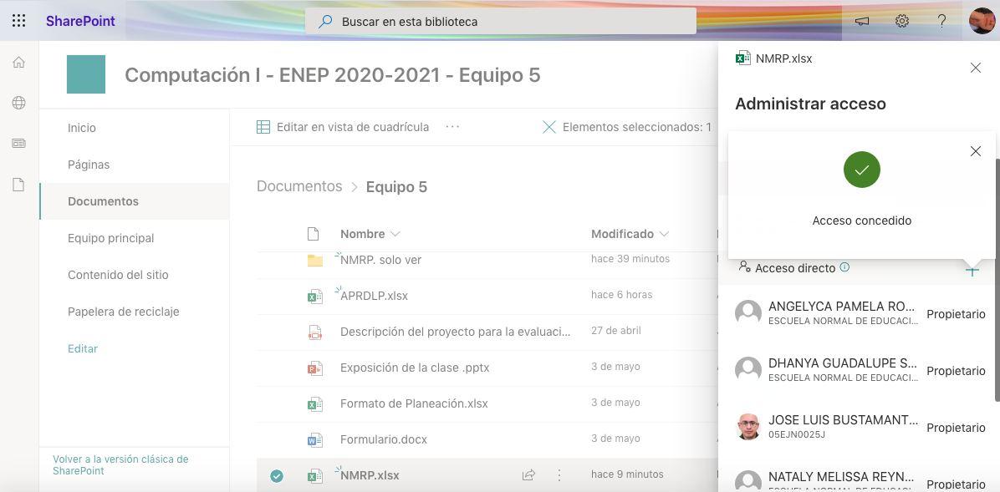 SharePoint
Buscar en esta biblioteca
?
Computación I - ENEP 2020-2021 - Equipo 5
Inicio
Páginas
Documentos
Equipo principal
Contenido del sitio
Papelera de reciclaje
Editar
Volver a la versión clásica de
SharePoint
Editar en vista de cuadrícula
Elementos seleccionados: 1
Documentos > Equipo 5
Nombre Modificado
NMRP. solo ver hace 39 minutos
APRDLP.xlsx hace 6 horas
Descripción del proyecto para la evaluaci... 27 de abril
Exposición de la clase .pptx 3 de mayo
Formato de Planeación.xlsx 3 de mayo
Formulario.docx 3 de mayo
NMRP.xlsx hace 9 minutos
NMRP.xlsx
Administrar acceso
Acceso concedido
Acceso directo
ANGELYCA PAMELA RO... Propietario
ESCUELA NORMAL DE EDUCACI...
DHANYA GUADALUPE S... Propietario
ESCUELA NORMAL DE EDUCACI...
JOSE LUIS BUSTAMANT... Propietario
05EJN0025J
NATALY MELISSA REYN... Propietario
ESCUELA NORMAL DE EDUCACI...